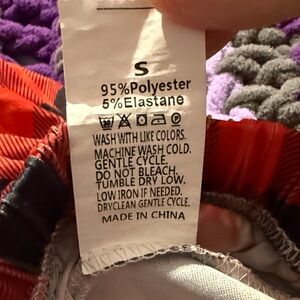 S
95%Polyester
5%Elastane
WASH WITH LIKE COLORS.
MACHINE WASH COLD.
GENTLE CYCLE.
DO NOT BLEACH,
TUMBLE DRY LOW.
LOW IRON IF NEEDED.
DRYCLEAN GENTLE CYCLE.
MADE IN CHINA